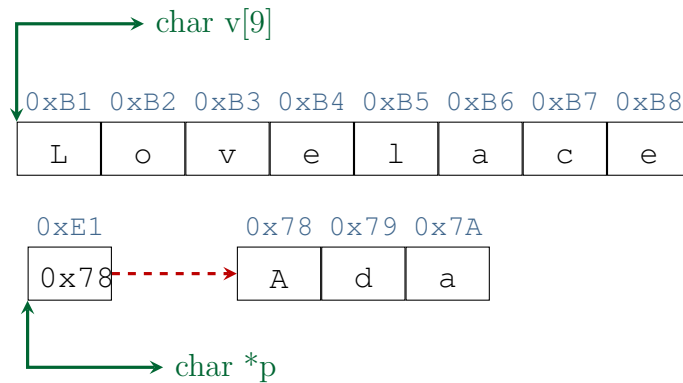 char v[9]
0xB1 0xB2 0xB3 0xB4 0xB5 0xB6 0xB7 0xB8
L o v e l a c e
0xE1 0x78 0x79 0x7A
0x78 A d a
char *p